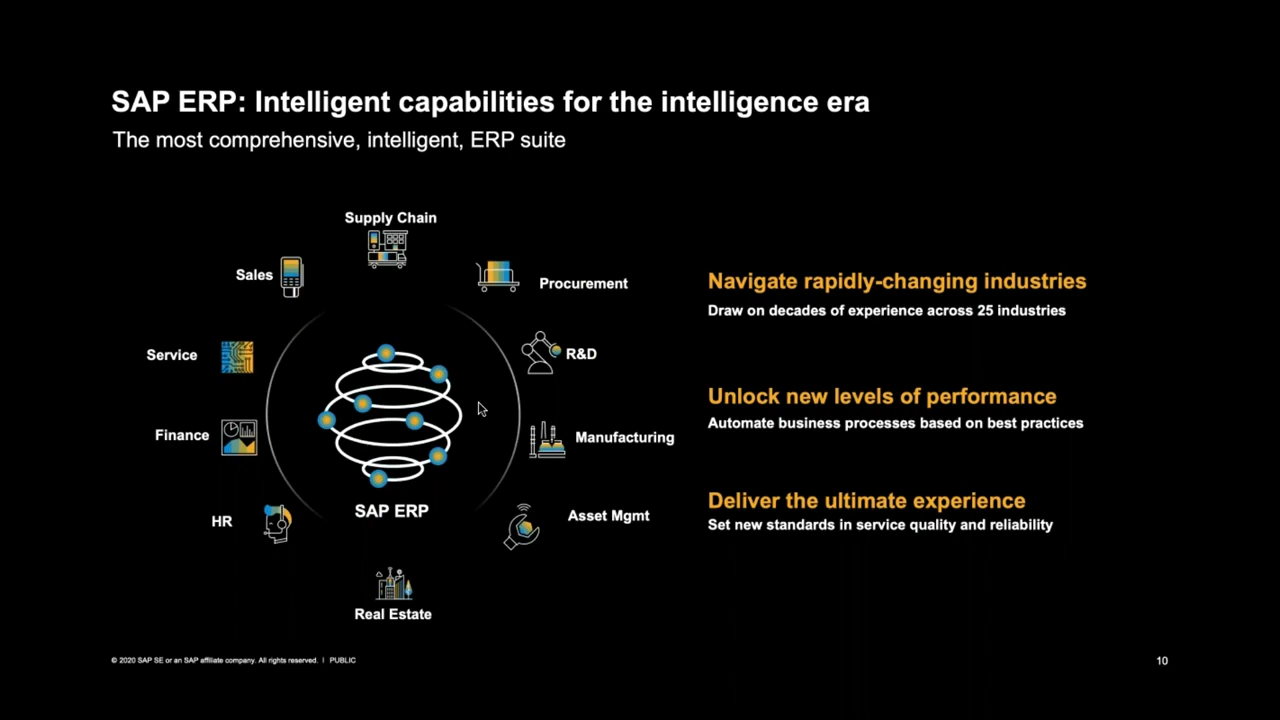 SAP ERP: Intelligent capabilities for the intelligence era
The most comprehensive, intelligent, ERP suite
Supply Chain
Sales
Procurement
Service
R&D
Finance
Manufacturing
HR
Asset Mgmt
SAP ERP
Real Estate
Navigate rapidly-changing industries
Draw on decades of experience across 25 industries
Unlock new levels of performance
Automate business processes based on best practices
Deliver the ultimate experience
Set new standards in service quality and reliability
© 2020 SAP SE or an SAP affiliate company. All rights reserved. | PUBLIC
10